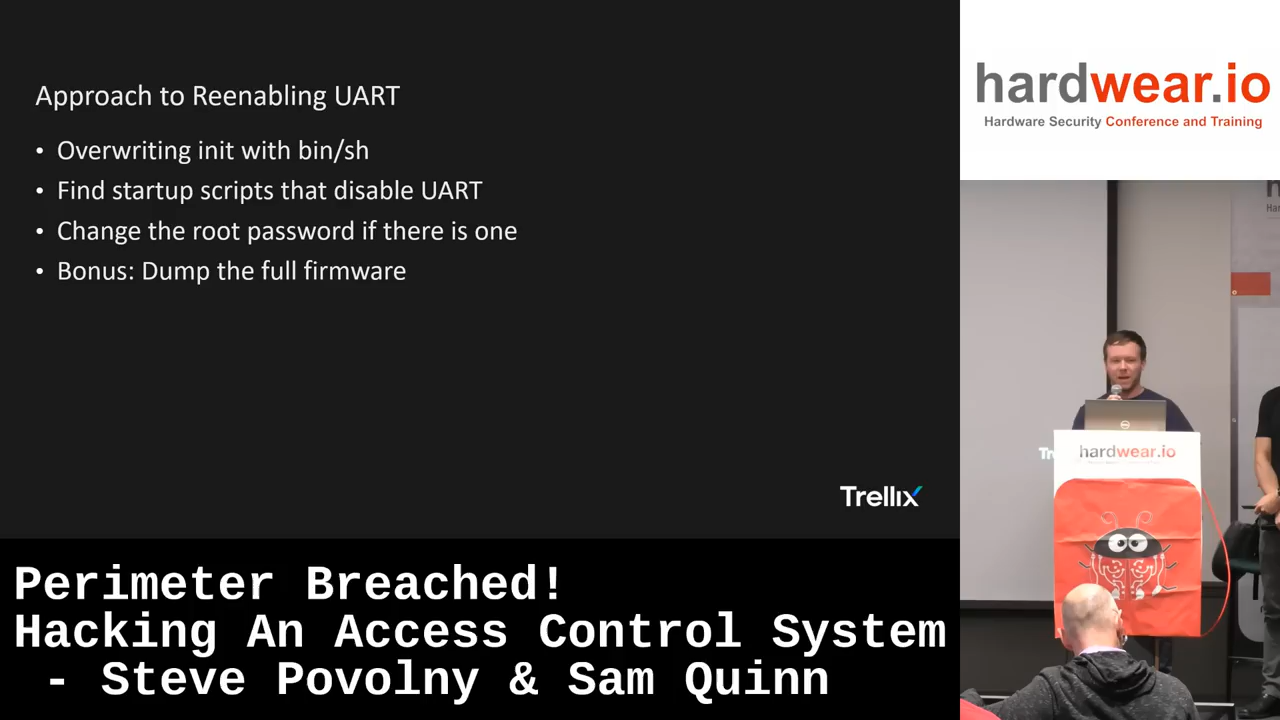 Approach to Reenabling UART
• Overwriting init with bin/sh
• Find startup scripts that disable UART
• Change the root password if there is one
• Bonus: Dump the full firmware
Trellix
Perimeter Breached!
Hacking An Access Control System
- Steve Povolny & Sam Quinn
hardwear.io
Hardware Security Conference and Training
hardwear.io